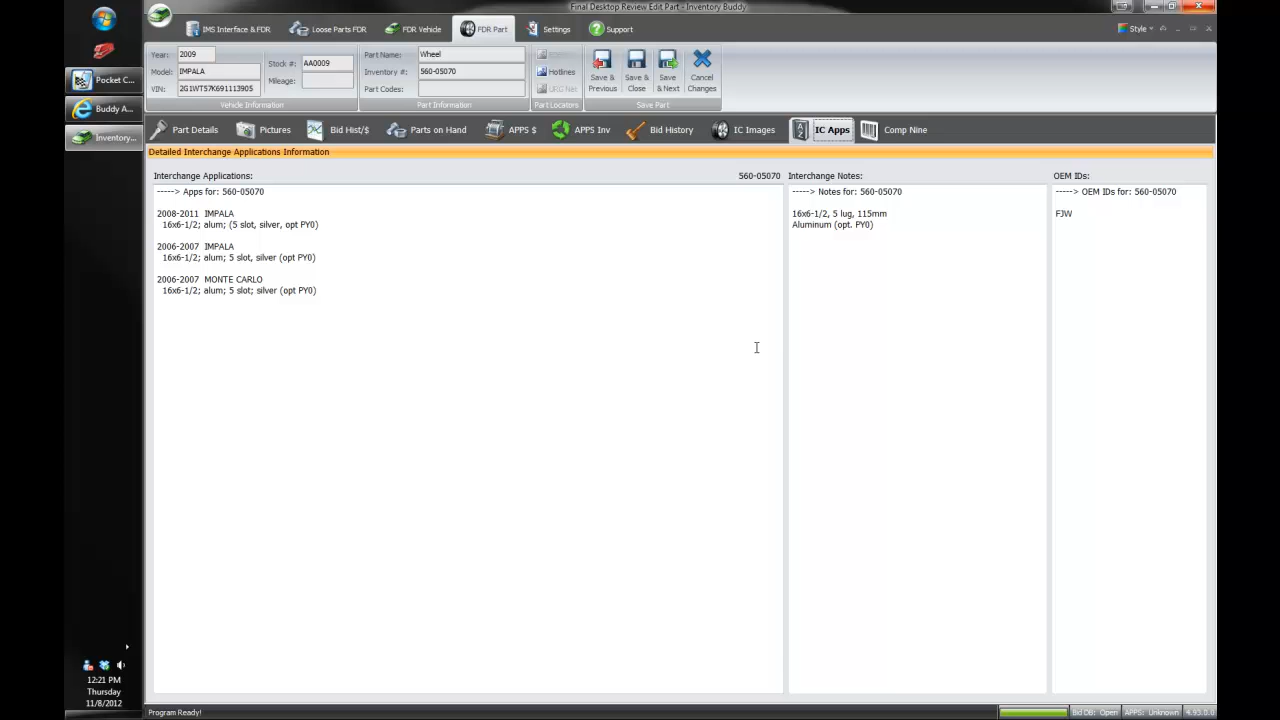 Final Desktop Review Edit Part - Inventory Buddy
IMS Interface & FDR
Loose Parts FDR
FDR Vehicle
FDR Part
Settings
Support
Style
Year: 2009
Model: IMPALA
VIN: 2G1WT57K691113905
Stock #: AA0009
Mileage:
Vehicle Information
Part Name: Wheel
Inventory #: 560-05070
Part Codes:
Part Information
Hotlines
Part Locators
Save & Previous
Save & Close
Save & Next
Cancel Changes
Save Part
Pocket C...
Buddy A...
Inventory...
Part Details
Pictures
Bid Hist/$
Parts on Hand
APPS $
APPS Inv
Bid History
IC Images
IC Apps
Comp Nine
Detailed Interchange Applications Information
Interchange Applications: 560-05070
-----> Apps for: 560-05070
2008-2011 IMPALA
16x6-1/2; alum; (5 slot, silver, opt PY0)
2006-2007 IMPALA
16x6-1/2; alum; 5 slot, silver (opt PY0)
2006-2007 MONTE CARLO
16x6-1/2; alum; 5 slot; silver (opt PY0)
Interchange Notes:
-----> Notes for: 560-05070
16x6-1/2, 5 lug, 115mm
Aluminum (opt. PY0)
OEM IDs:
-----> OEM IDs for: 560-05070
FJW
12:21 PM
Thursday
11/8/2012
Program Ready!
Bid DB: Open
APPS: Unknown